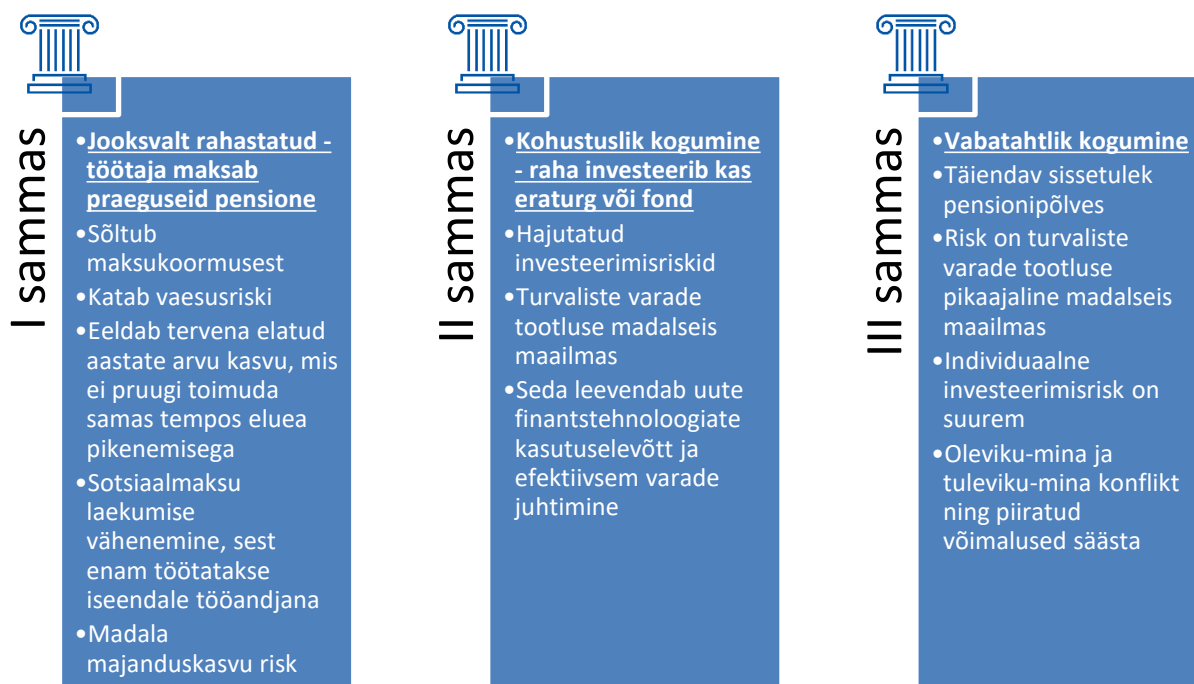 I sammas
•Jooksvalt rahastatud -
töötaja maksab
praeguseid pensione
•Sõltub
maksukoormusest
•Katab vaesusriski
•Eeldab tervena elatud
aastate arvu kasvu, mis
ei pruugi toimuda
samas tempos eluea
pikenemisega
•Sotsiaalmaksu
laekumise
vähenemine, sest
enam töötatakse
iseendale tööandjana
•Madala
majanduskasvu risk
II sammas
•Kohustuslik kogumine
- raha investeerib kas
eraturg või fond
•Hajutatud
investeerimisriskid
•Turvaliste varade
tootluse madalseis
maailmas
•Seda leevendab uute
finantstehnoloogiate
kasutuselevõtt ja
efektiivsem varade
juhtimine
III sammas
•Vabatahtlik kogumine
•Täiendav sissetulek
pensionipõlves
•Risk on turvaliste
varade tootluse
pikaajaline madalseis
maailmas
•Individuaalne
investeerimisrisk on
suurem
•Oleviku-mina ja
tuleviku-mina konflikt
ning piiratud
võimalused säästa